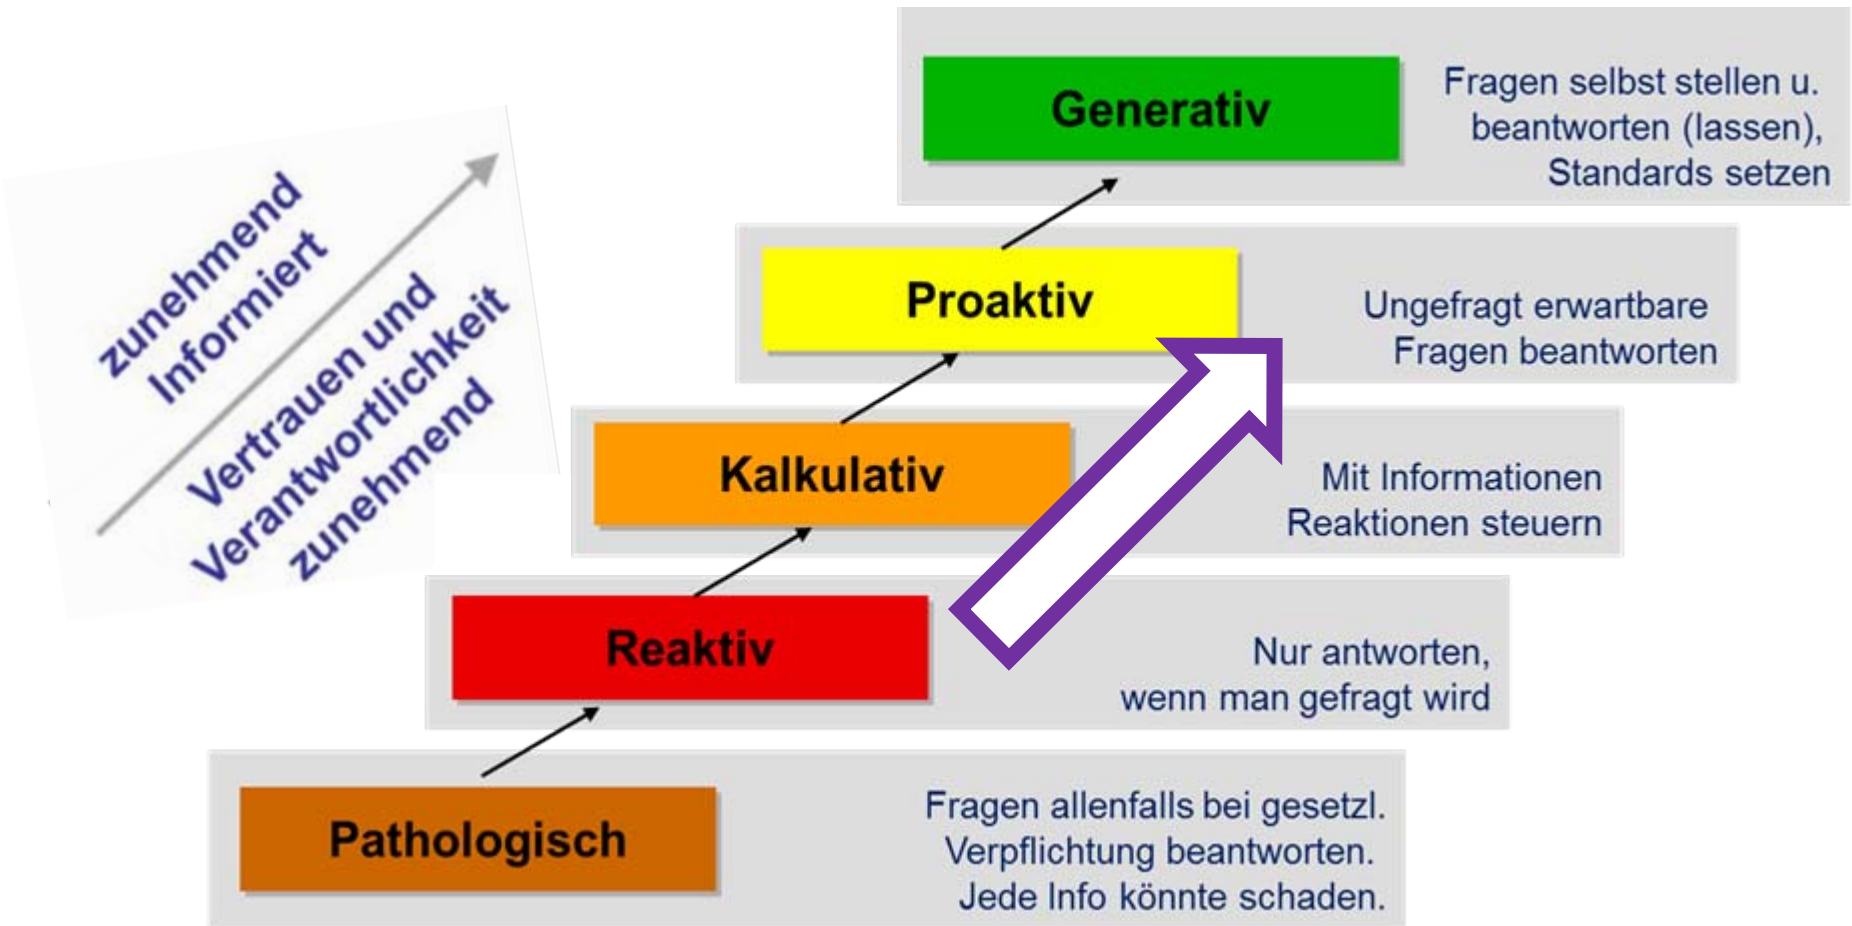 Generativ
Fragen selbst stellen u.
beantworten (lassen),
Standards setzen
zunehmend
Informiert
Vertrauen und
Verantwortlichkeit
zunehmend
Proaktiv
Ungefragt erwartbare
Fragen beantworten
Kalkulativ
Mit Informationen
Reaktionen steuern
Reaktiv
Nur antworten,
wenn man gefragt wird
Pathologisch
Fragen allenfalls bei gesetzl.
Verpflichtung beantworten.
Jede Info könnte schaden.